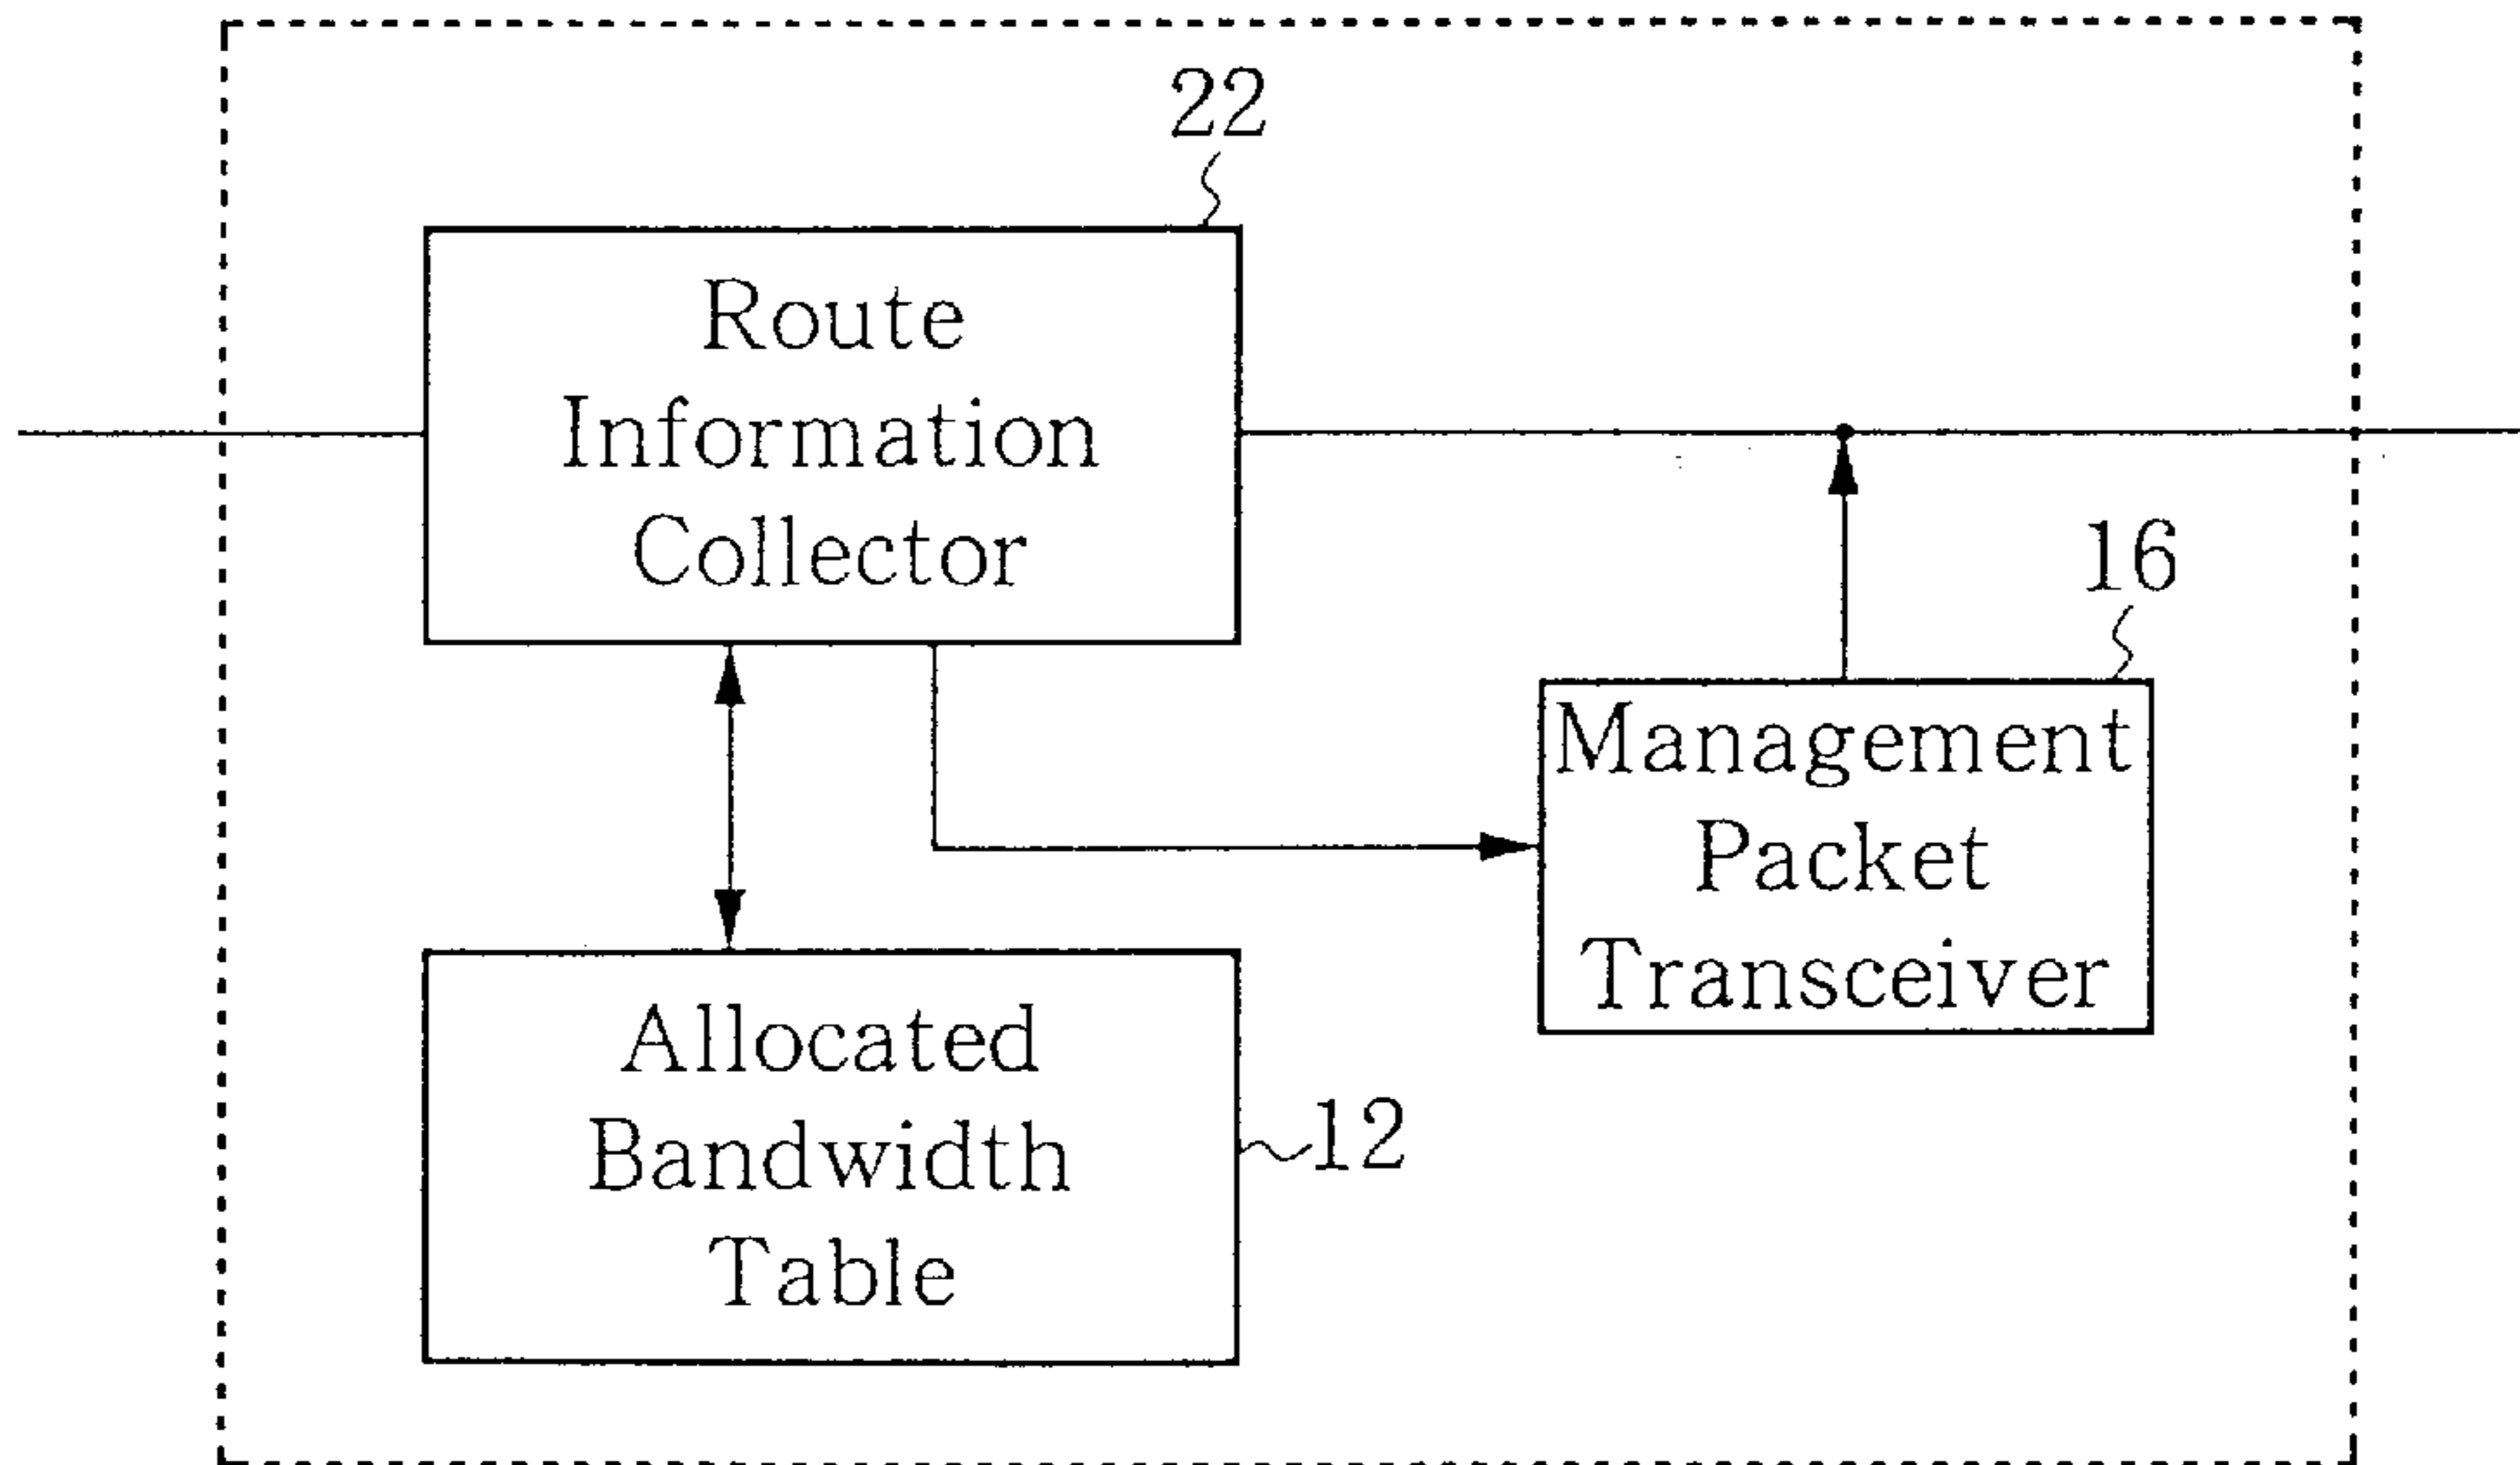 22
Route
Information
Collector
16
Management
Packet
Transceiver
Allocated
Bandwidth
Table
12